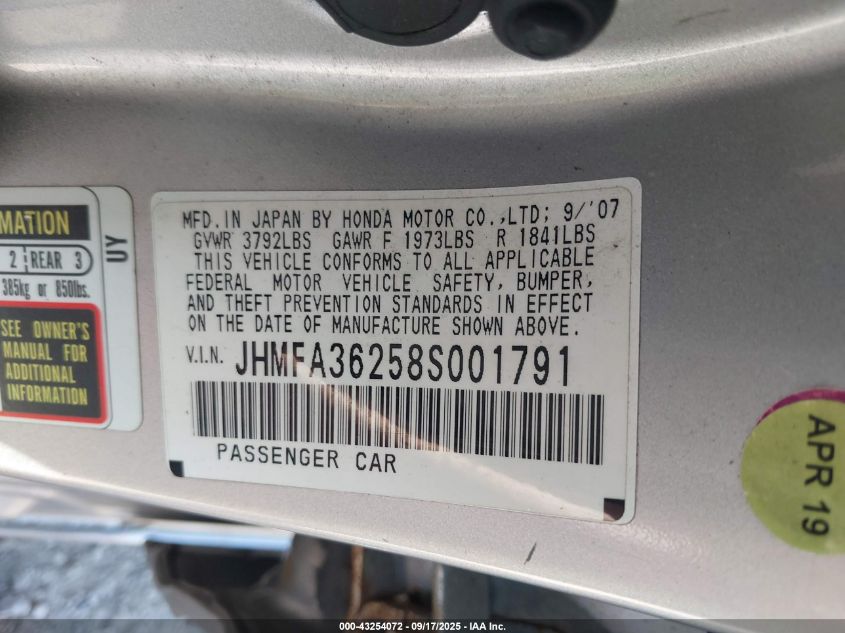 MATION
2 REAR 3
385kg or 850lbs.
SEE OWNER'S
MANUAL FOR
ADDITIONAL
INFORMATION
UY
MFD.IN JAPAN BY HONDA MOTOR CO.,LTD; 9/'07
GVWR 3792LBS GAWR F 1973LBS R 1841LBS
THIS VEHICLE CONFORMS TO ALL APPLICABLE
FEDERAL MOTOR VEHICLE SAFETY, BUMPER,
AND THEFT PREVENTION STANDARDS IN EFFECT
ON THE DATE OF MANUFACTURE SHOWN ABOVE.
V.I.N. JHMFA36258S001791
PASSENGER CAR
APR 19
000-43254072 - 09/17/2025 - IAA Inc.